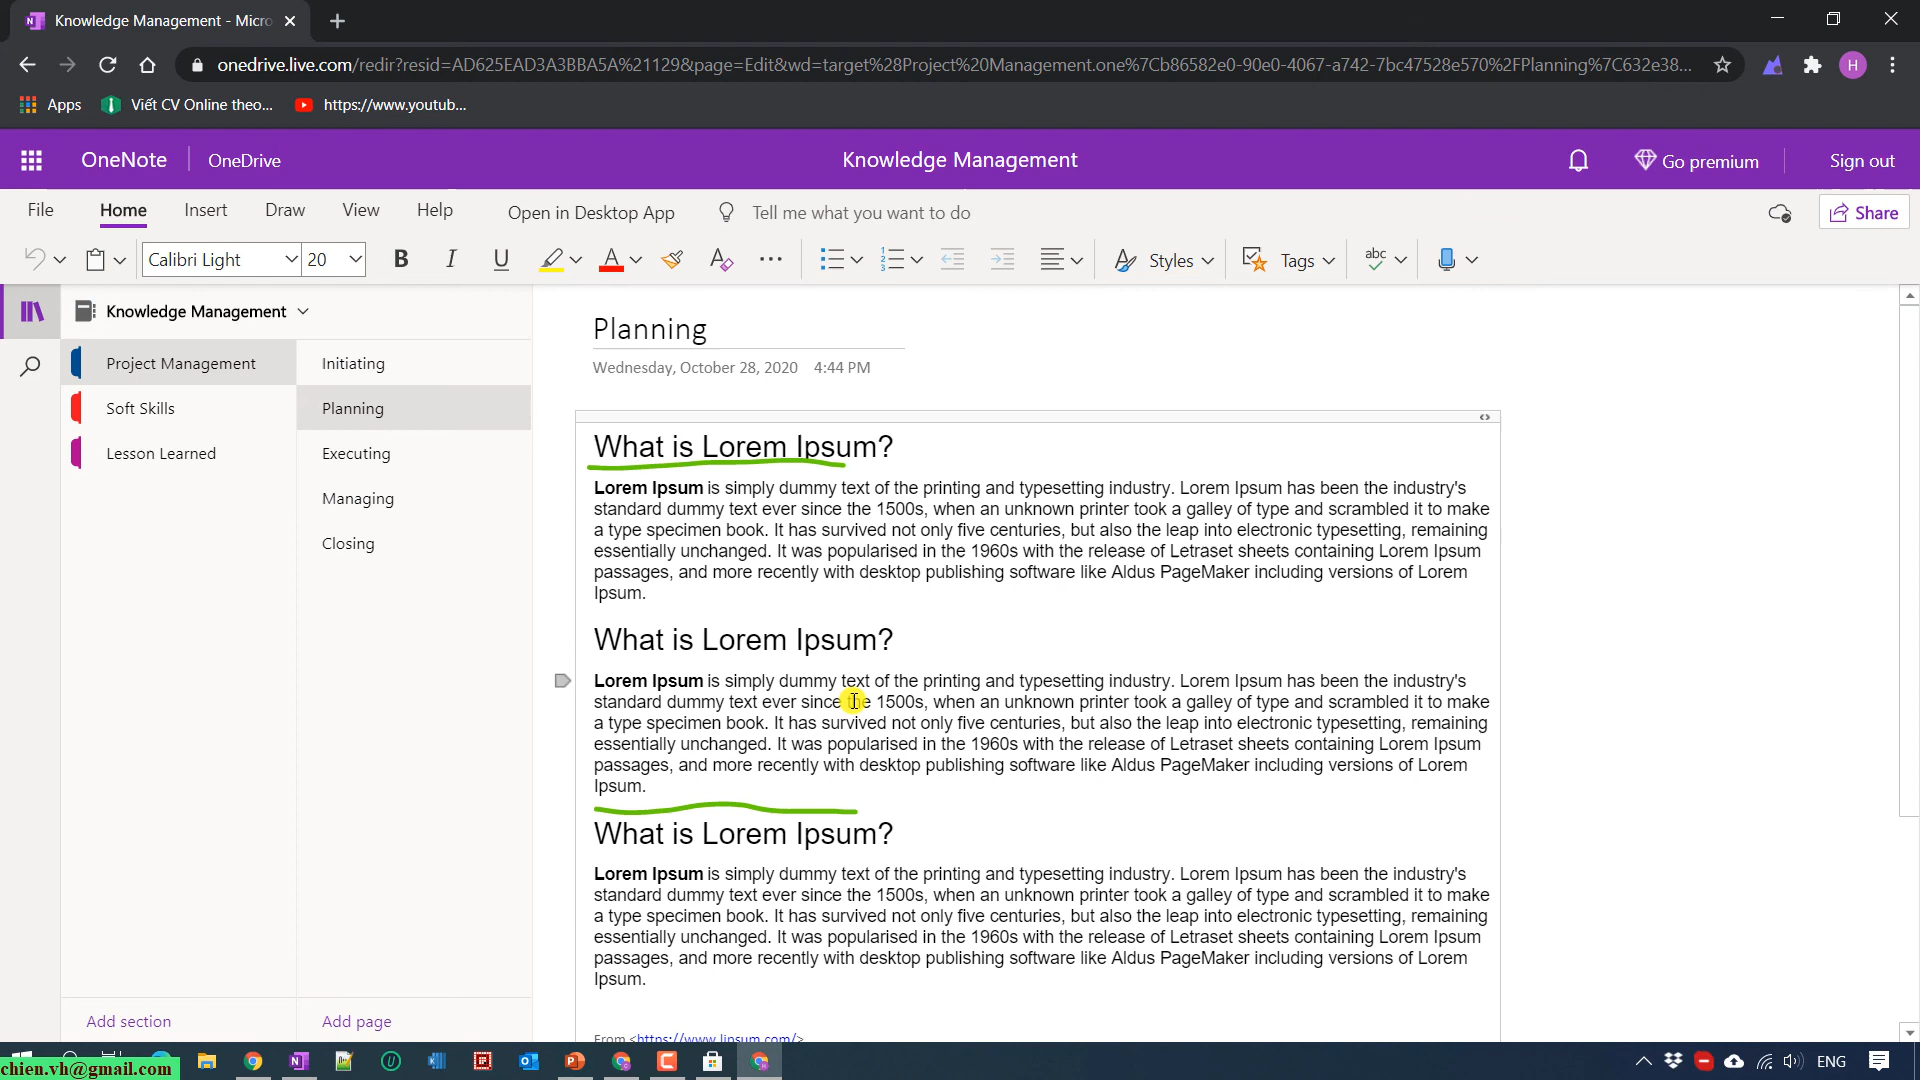 Knowledge Management - Micro
onedrive.live.com/redir?resid=AD625EAD3A3BBA5A%21129&page=Edit&wd=target%28Project%20Management.one%7Cb86582e0-90e0-4067-a742-7bc47528e570%2FPlanning%7C632e38...
H
Apps
Viết CV Online theo...
https://www.youtub...
OneNote
OneDrive
Knowledge Management
Go premium
Sign out
File
Home
Insert
Draw
View
Help
Open in Desktop App
Tell me what you want to do
Share
Calibri Light
20
B
I
U
A
Styles
Tags
abc
Knowledge Management
Project Management
Soft Skills
Lesson Learned
Initiating
Planning
Executing
Managing
Closing
Add section
Add page
Planning
Wednesday, October 28, 2020 4:44 PM
What is Lorem Ipsum?
Lorem Ipsum is simply dummy text of the printing and typesetting industry. Lorem Ipsum has been the industry's
standard dummy text ever since the 1500s, when an unknown printer took a galley of type and scrambled it to make
a type specimen book. It has survived not only five centuries, but also the leap into electronic typesetting, remaining
essentially unchanged. It was popularised in the 1960s with the release of Letraset sheets containing Lorem Ipsum
passages, and more recently with desktop publishing software like Aldus PageMaker including versions of Lorem
Ipsum.
What is Lorem Ipsum?
Lorem Ipsum is simply dummy text of the printing and typesetting industry. Lorem Ipsum has been the industry's
standard dummy text ever since the 1500s, when an unknown printer took a galley of type and scrambled it to make
a type specimen book. It has survived not only five centuries, but also the leap into electronic typesetting, remaining
essentially unchanged. It was popularised in the 1960s with the release of Letraset sheets containing Lorem Ipsum
passages, and more recently with desktop publishing software like Aldus PageMaker including versions of Lorem
Ipsum.
What is Lorem Ipsum?
Lorem Ipsum is simply dummy text of the printing and typesetting industry. Lorem Ipsum has been the industry's
standard dummy text ever since the 1500s, when an unknown printer took a galley of type and scrambled it to make
a type specimen book. It has survived not only five centuries, but also the leap into electronic typesetting, remaining
essentially unchanged. It was popularised in the 1960s with the release of Letraset sheets containing Lorem Ipsum
passages, and more recently with desktop publishing software like Aldus PageMaker including versions of Lorem
Ipsum.
From <https://www.lipsum.com/>
chien.vh@gmail.com
ENG